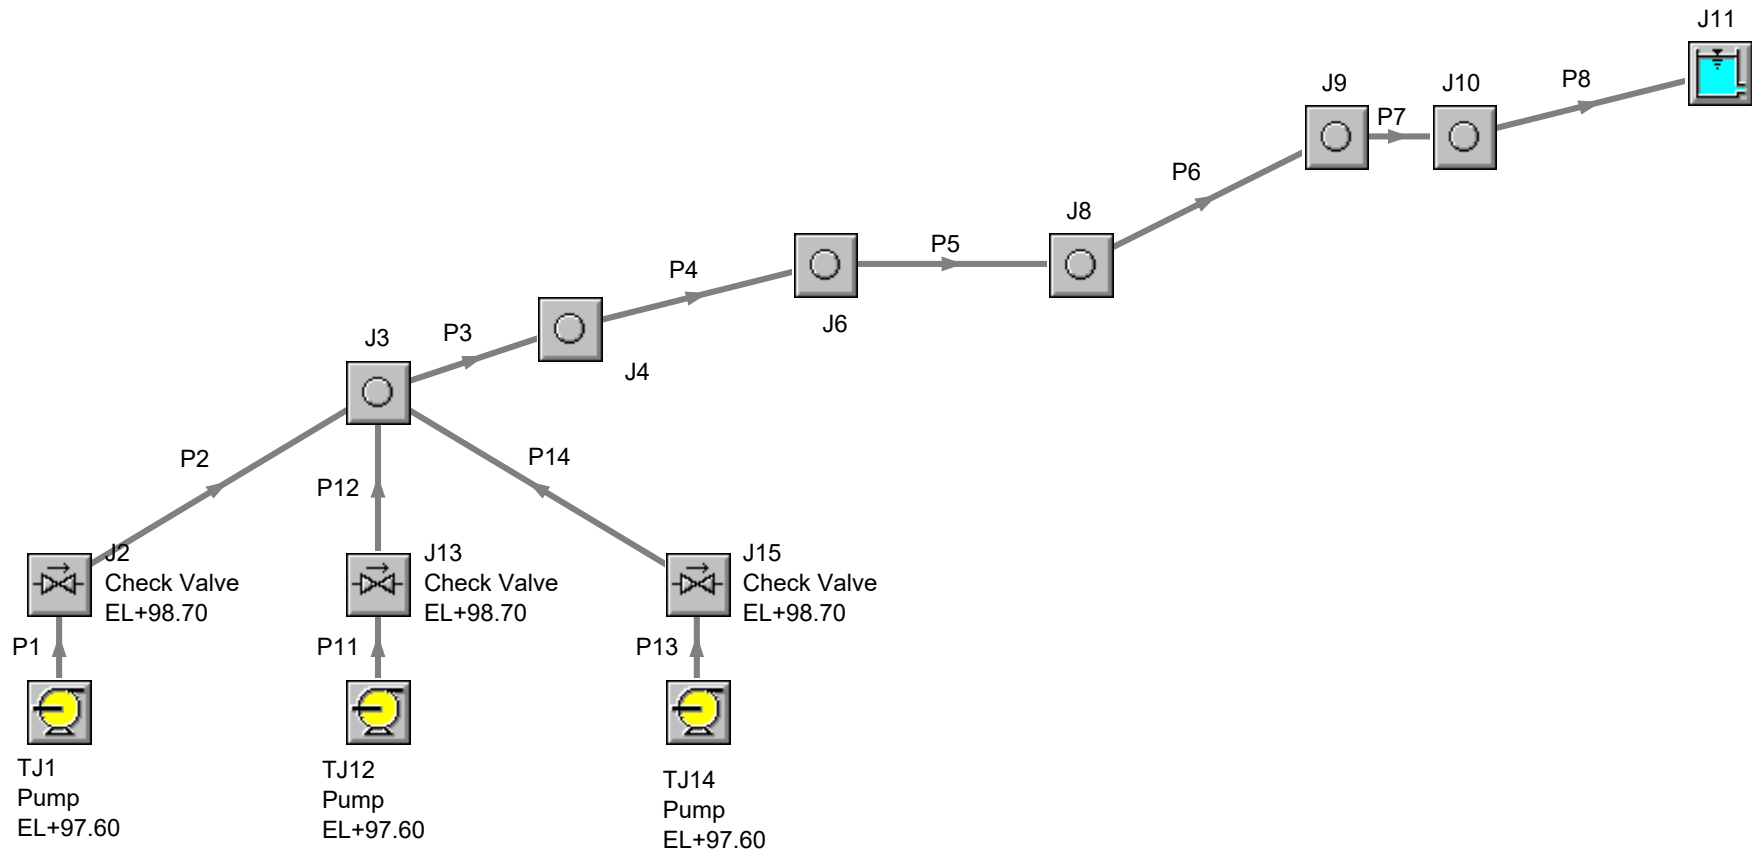 J11
J9
J10
P8
P7
P6
J8
P5
P4
J6
P3
J3
J4
P2
P14
P12
J2
Check Valve
EL+98.70
J13
Check Valve
EL+98.70
J15
Check Valve
EL+98.70
P1
P11
P13
TJ1
Pump
EL+97.60
TJ12
Pump
EL+97.60
TJ14
Pump
EL+97.60